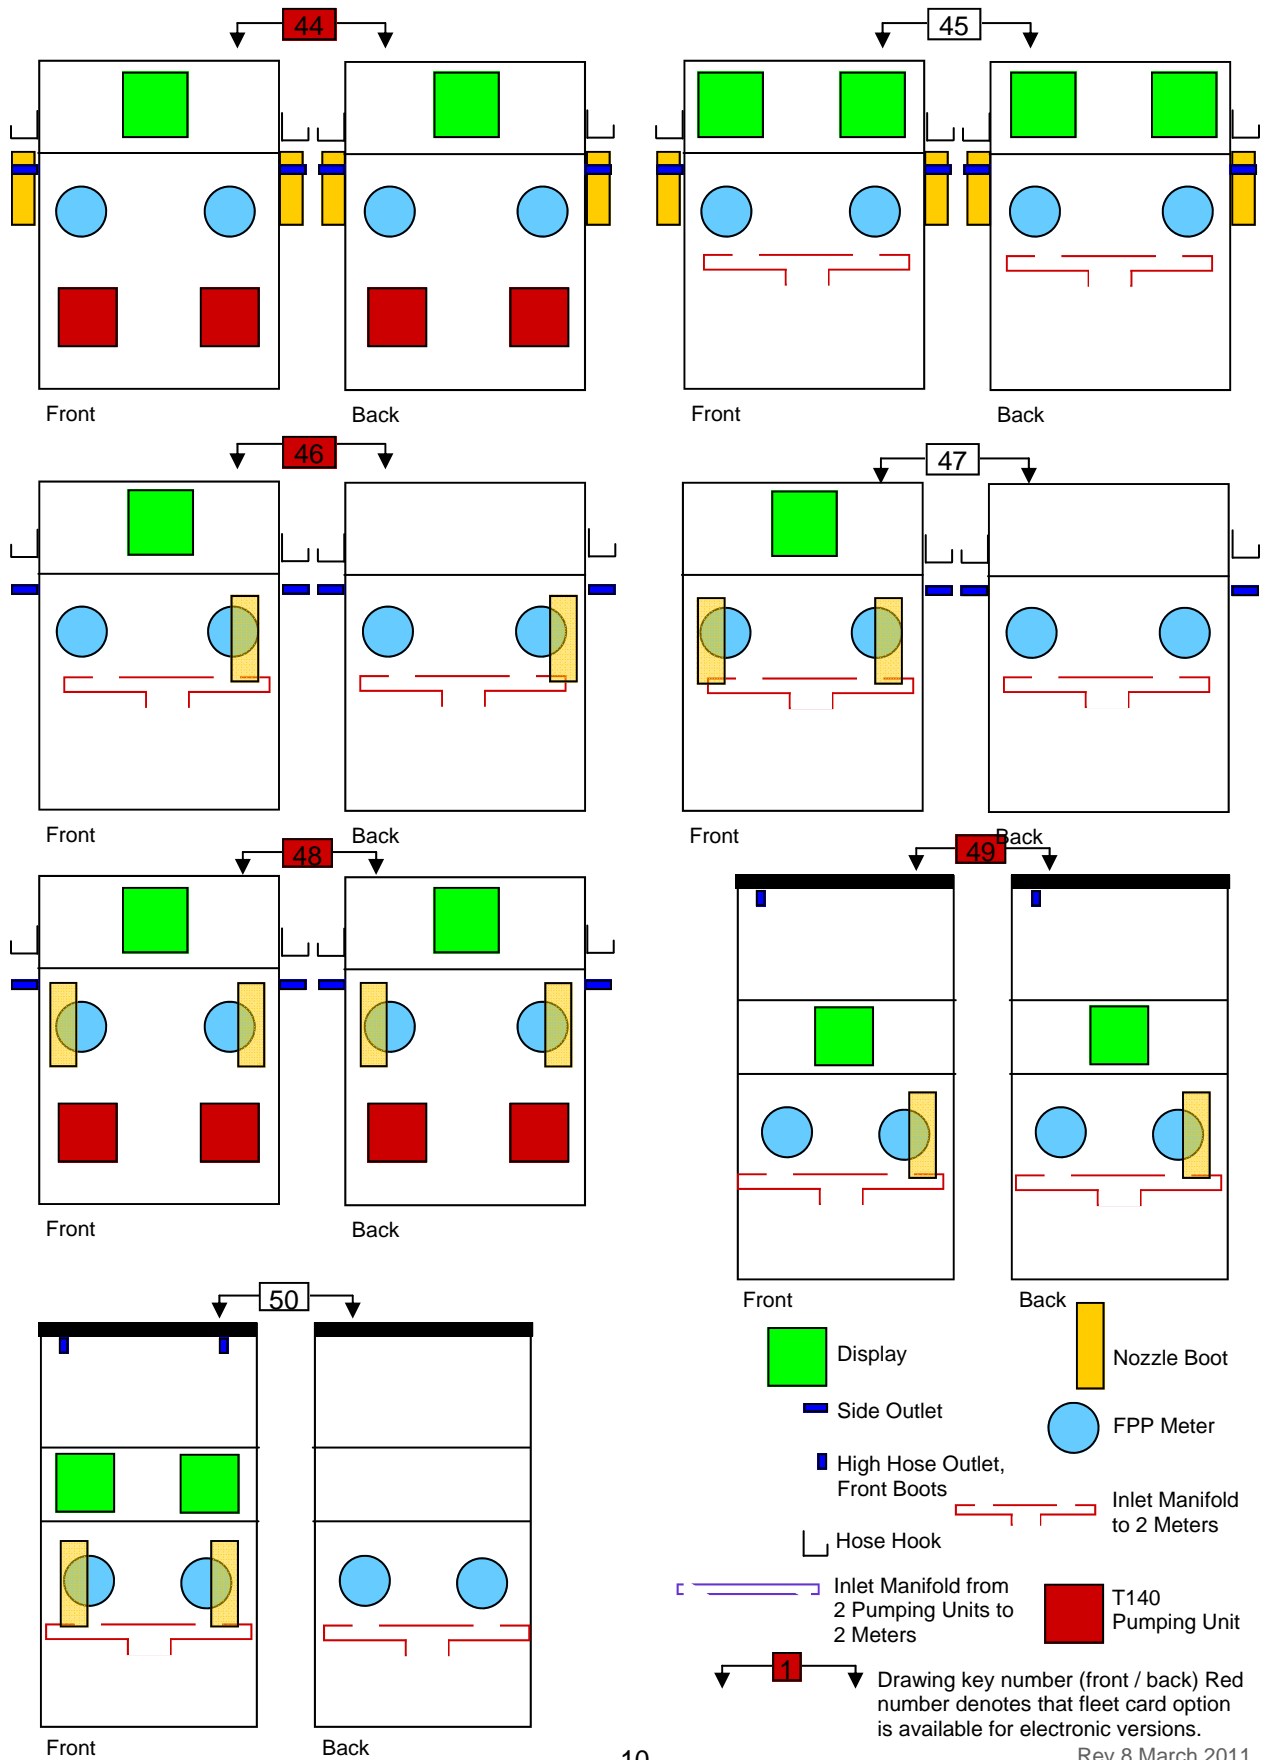 44
45
Front
Back
Front
Back
46
47
Front
Back
Front
Back
48
49
Front
Back
Front
Back
50
Front
Back
Display
Nozzle Boot
Side Outlet
FPP Meter
High Hose Outlet,
Front Boots
Inlet Manifold
to 2 Meters
Hose Hook
Inlet Manifold from
2 Pumping Units to
2 Meters
T140
Pumping Unit
1
Drawing key number (front / back) Red
number denotes that fleet card option
is available for electronic versions.
10
Rev 8 March 2011